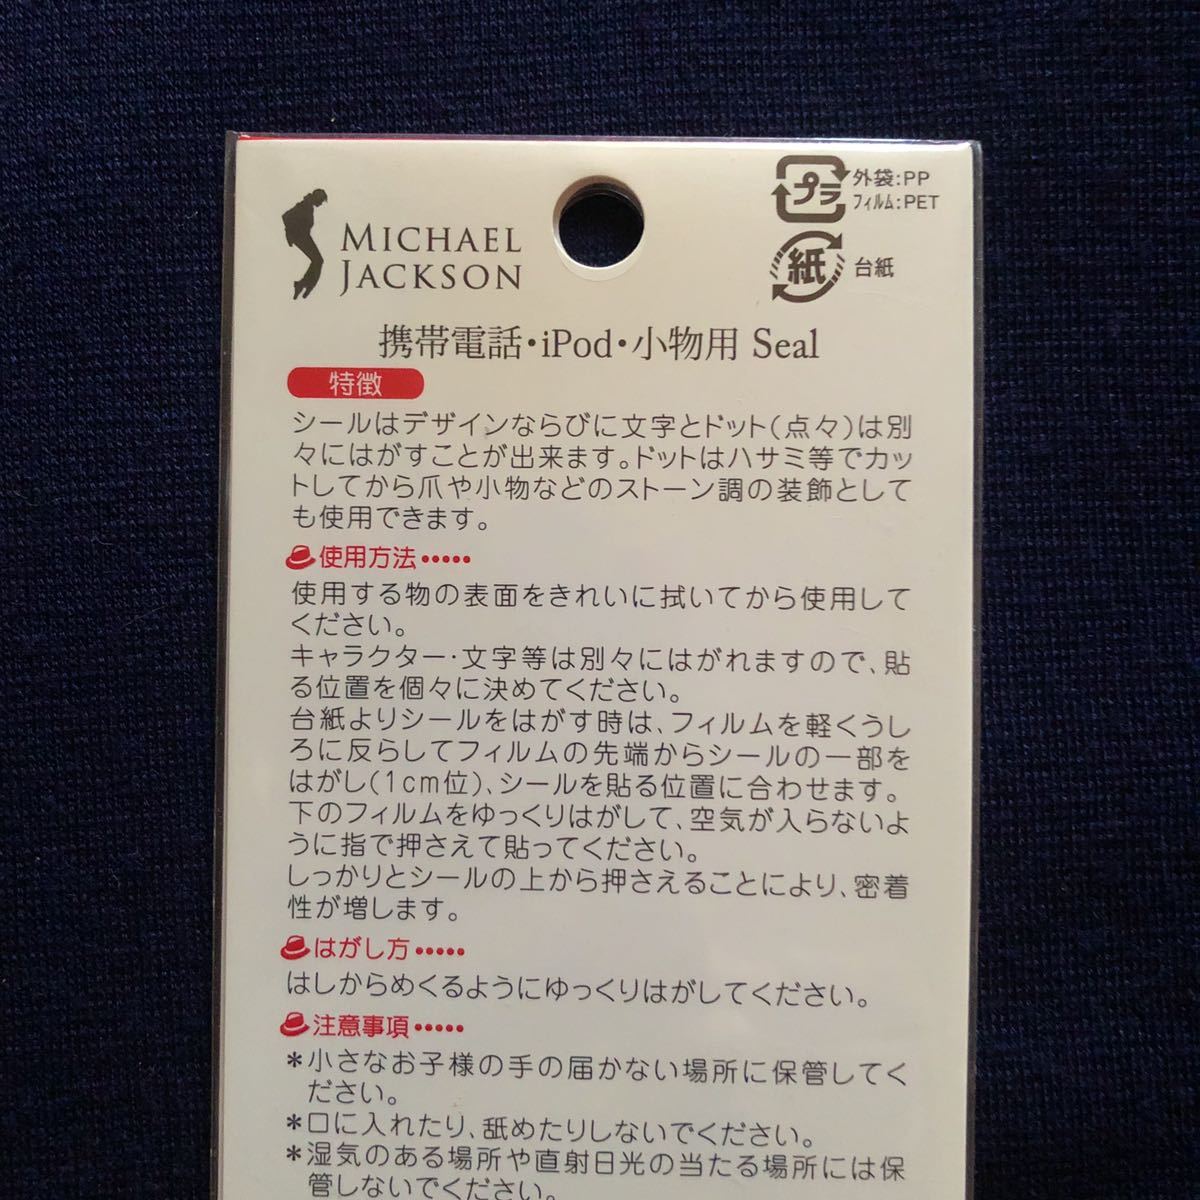 MICHAEL
JACKSON
プラ
外袋:PP
フィルム:PET
紙
台紙
携帯電話・iPod・小物用 Seal
特徴
シールはデザインならびに文字とドット(点々)は別
々にはがすことが出来ます。ドットはハサミ等でカッ
トしてから爪や小物などのストーン調の装飾として
も使用できます。
使用方法•••••
使用する物の表面をきれいに拭いてから使用して
ください。
キャラクター・文字等は別々にはがれますので、貼
る位置を個々に決めてください。
台紙よりシールをはがす時は、フィルムを軽くうし
ろに反らしてフィルムの先端からシールの一部を
はがし(1cm位)、シールを貼る位置に合わせます。
下のフィルムをゆっくりはがして、空気が入らないよ
うに指で押さえて貼ってください。
しっかりとシールの上から押さえることにより、密着
性が増します。
はがし方•••••
はしからめくるようにゆっくりはがしてください。
注意事項•••••
*小さなお子様の手の届かない場所に保管してく
ださい。
*口に入れたり、舐めたりしないでください。
*湿気のある場所や直射日光の当たる場所には保
管しないでください。